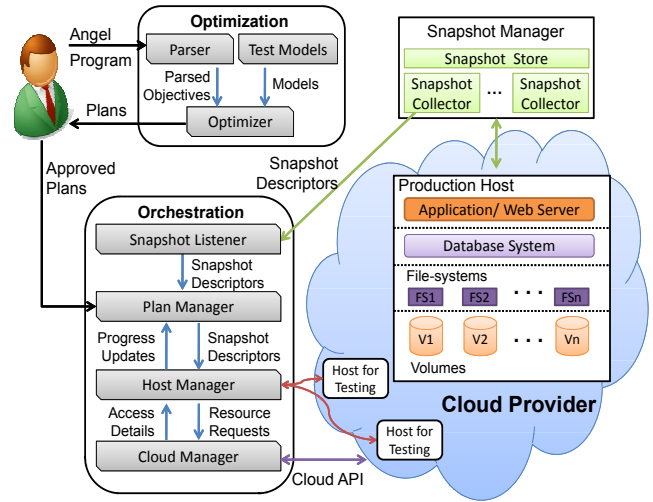 Angel
Program
Optimization
Parser
Test Models
Parsed
Objectives
Models
Plans
Optimizer
Snapshot Manager
Snapshot Store
Snapshot
Collector
...
Snapshot
Collector
Approved
Plans
Snapshot
Descriptors
Orchestration
Snapshot Listener
Snapshot
Descriptors
Plan Manager
Progress
Updates
Snapshot
Descriptors
Host Manager
Access
Details
Resource
Requests
Cloud Manager
Cloud API
Production Host
Application/ Web Server
Database System
File-systems
FS1
FS2
. . .
FSn
V1
V2
. . .
Vn
Volumes
Host for
Testing
Cloud Provider
Host for
Testing